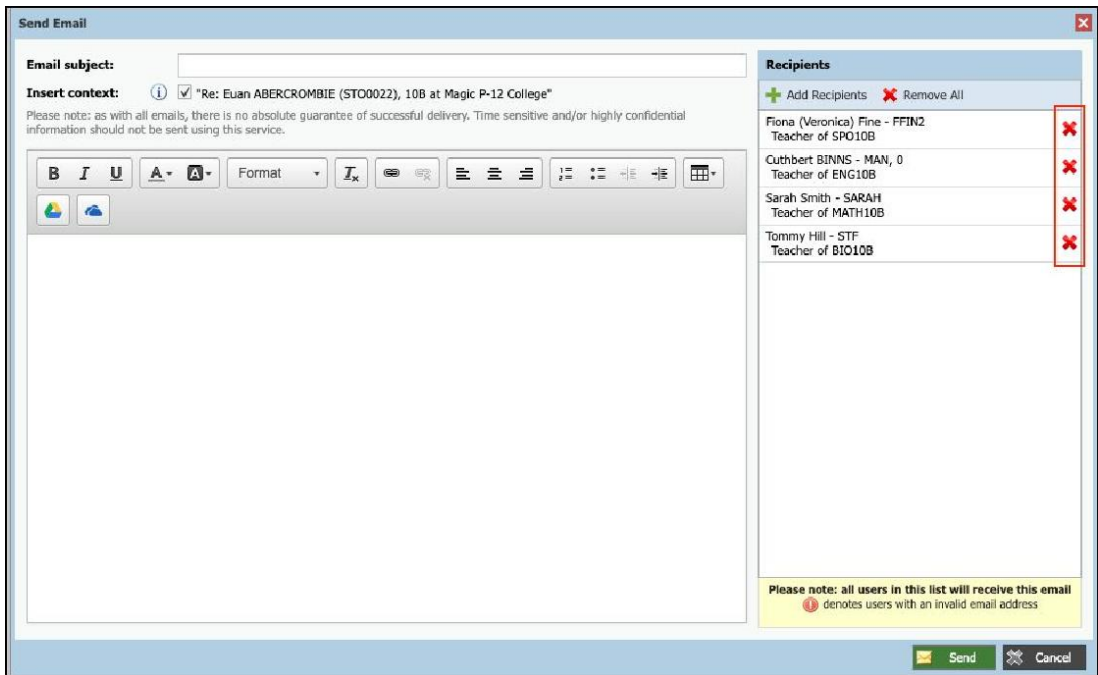 Send Email
Email subject:
Insert context: "Re: Euan ABERCROMBIE (STO0022), 10B at Magic P-12 College"
Please note: as with all emails, there is no absolute guarantee of successful delivery. Time sensitive and/or highly confidential
information should not be sent using this service.
B I U A A Format Tx
Recipients
Add Recipients Remove All
Fiona (Veronica) Fine - FFIN2
Teacher of SPO10B
Cuthbert BINNS - MAN, 0
Teacher of ENG10B
Sarah Smith - SARAH
Teacher of MATH10B
Tommy Hill - STF
Teacher of BIO10B
Please note: all users in this list will receive this email
denotes users with an invalid email address
Send Cancel